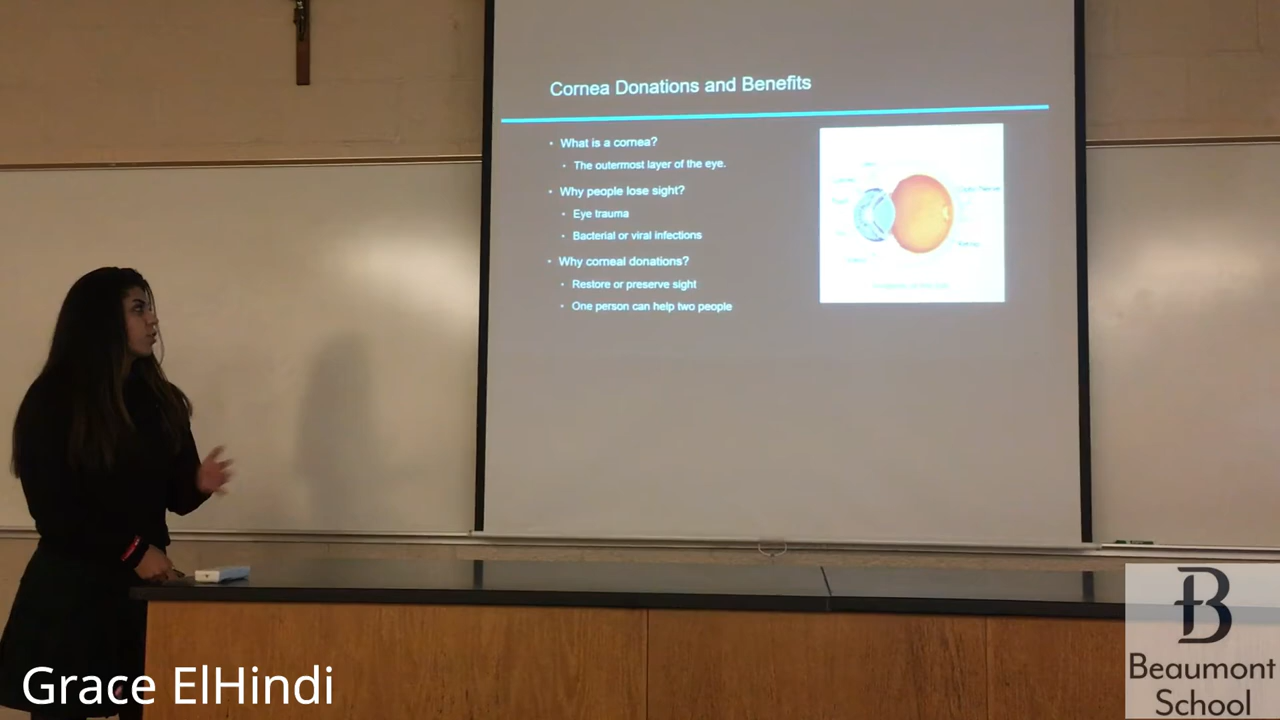 Cornea Donations and Benefits
• What is a cornea?
• The outermost layer of the eye.
• Why people lose sight?
• Eye trauma
• Bacterial or viral infections
• Why corneal donations?
• Restore or preserve sight
• One person can help two people
Optic Nerve
Grace ElHindi
B
Beaumont
School